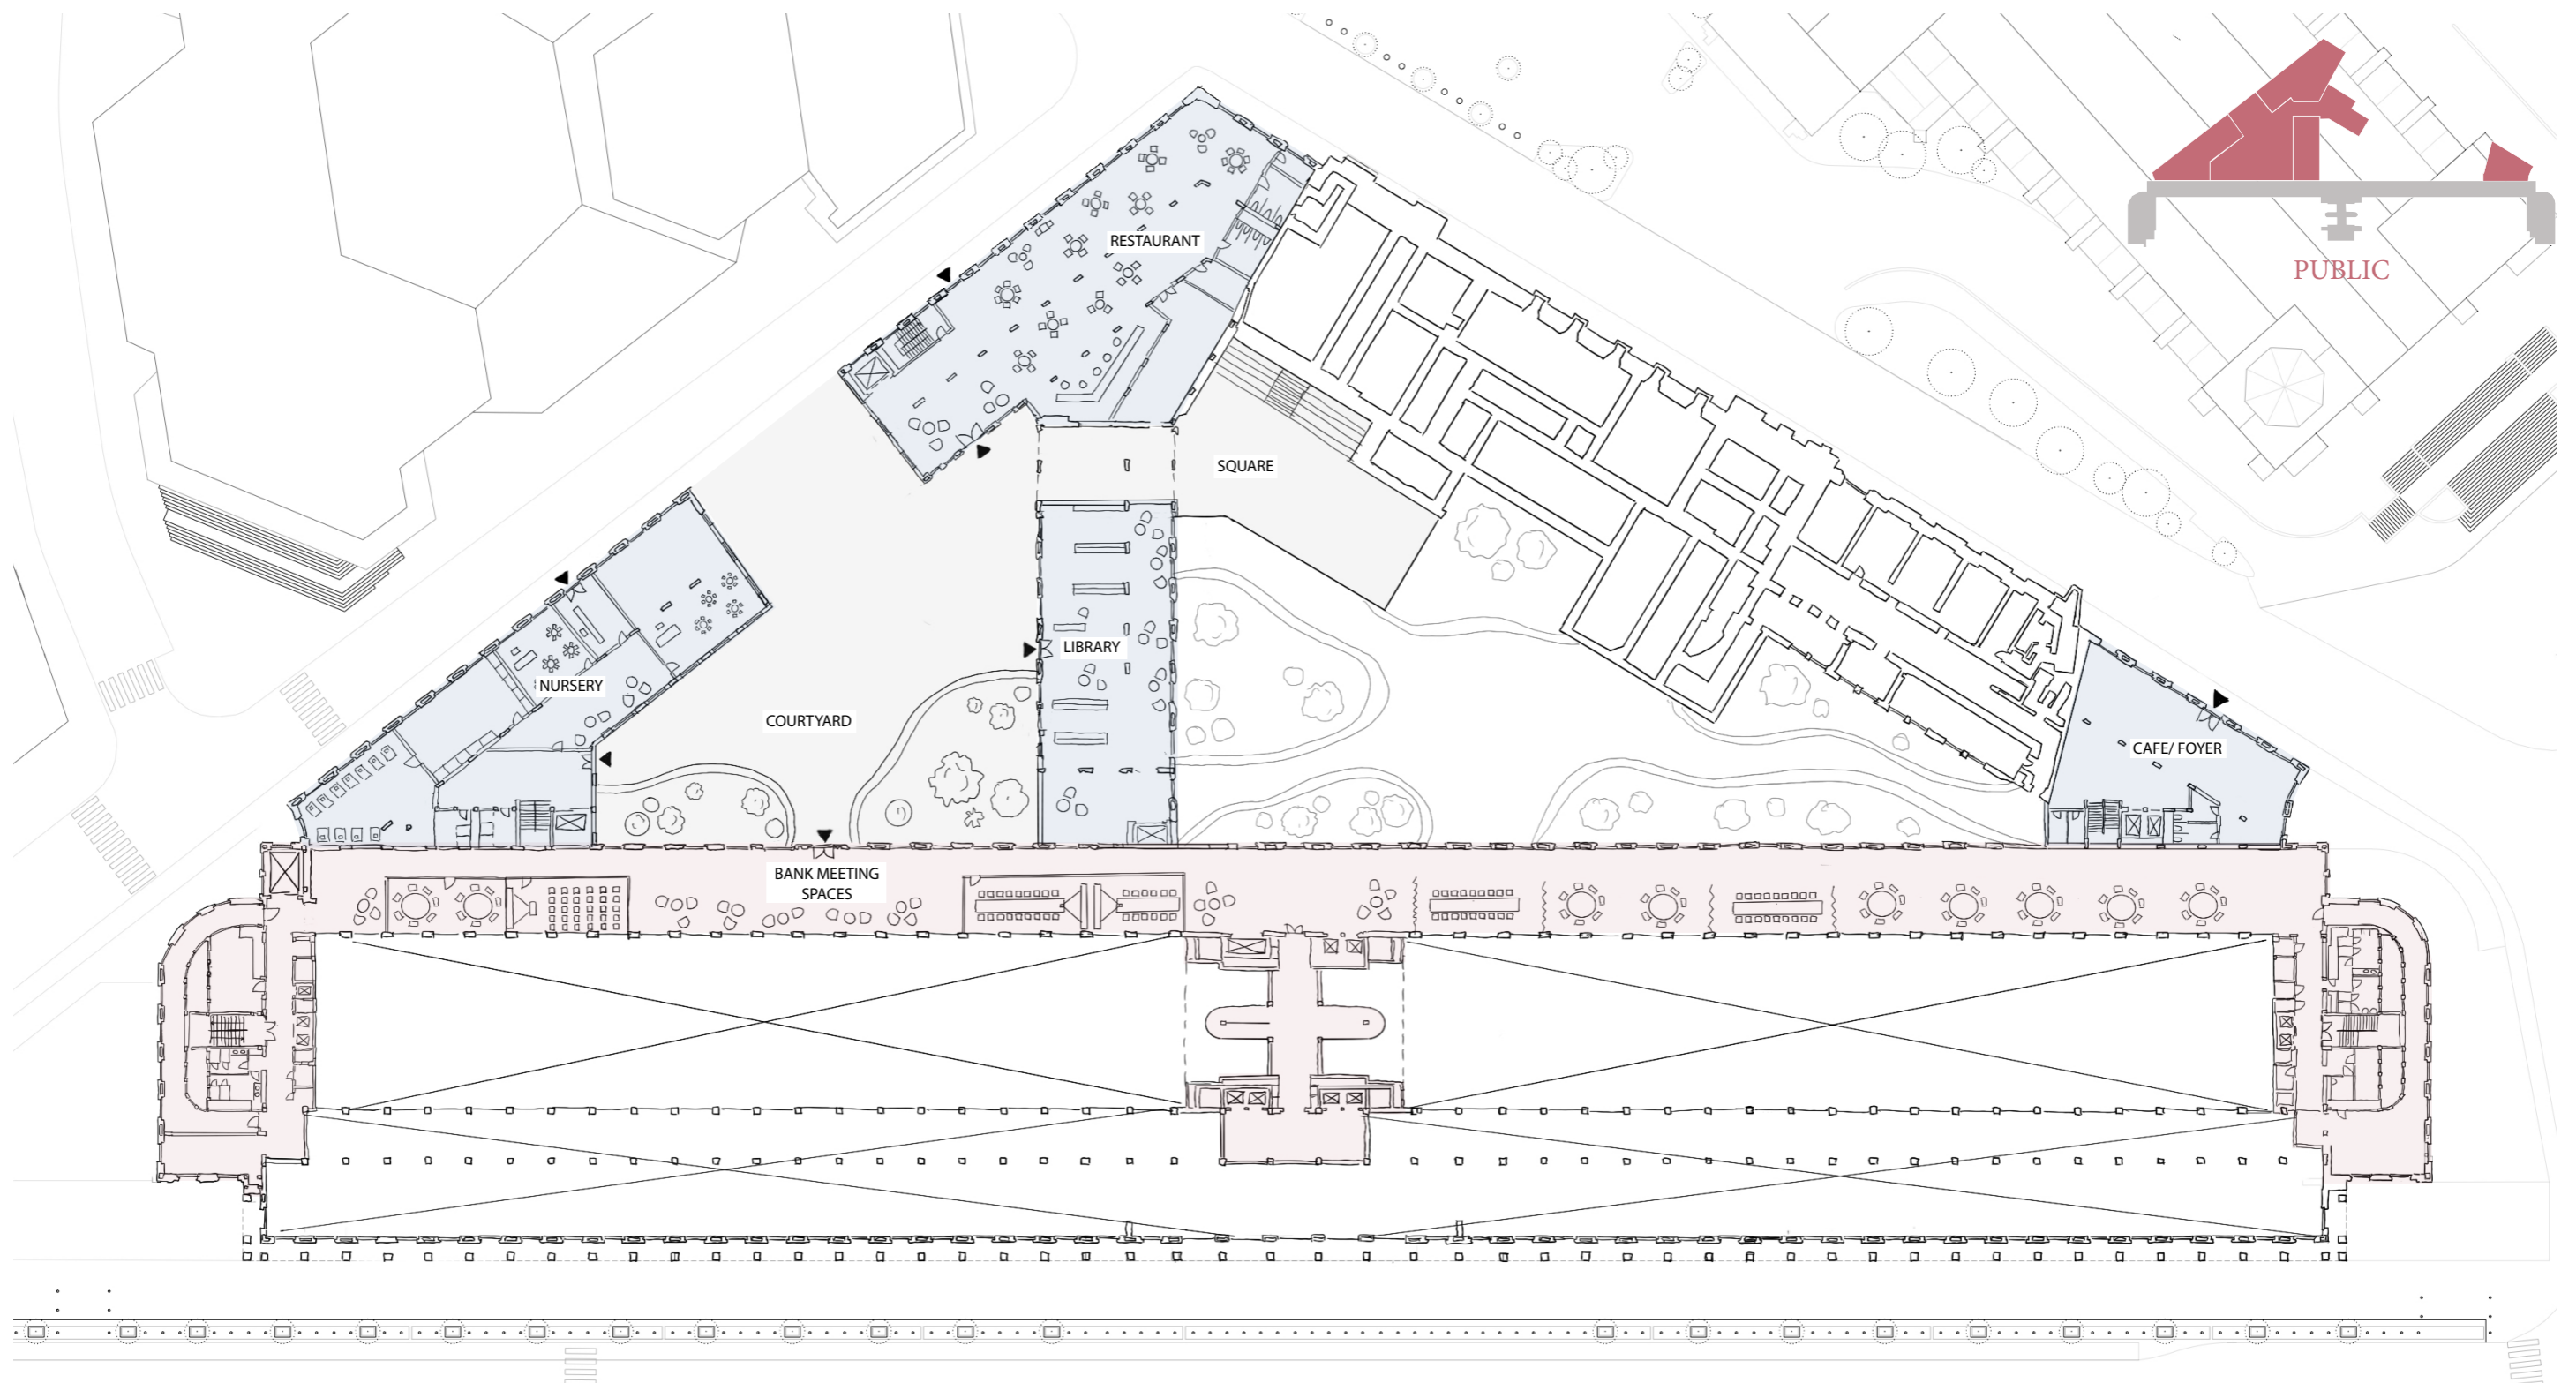 RESTAURANT
PUBLIC
SQUARE
LIBRARY
NURSERY
COURTYARD
CAFE/ FOYER
BANK MEETING
SPACES